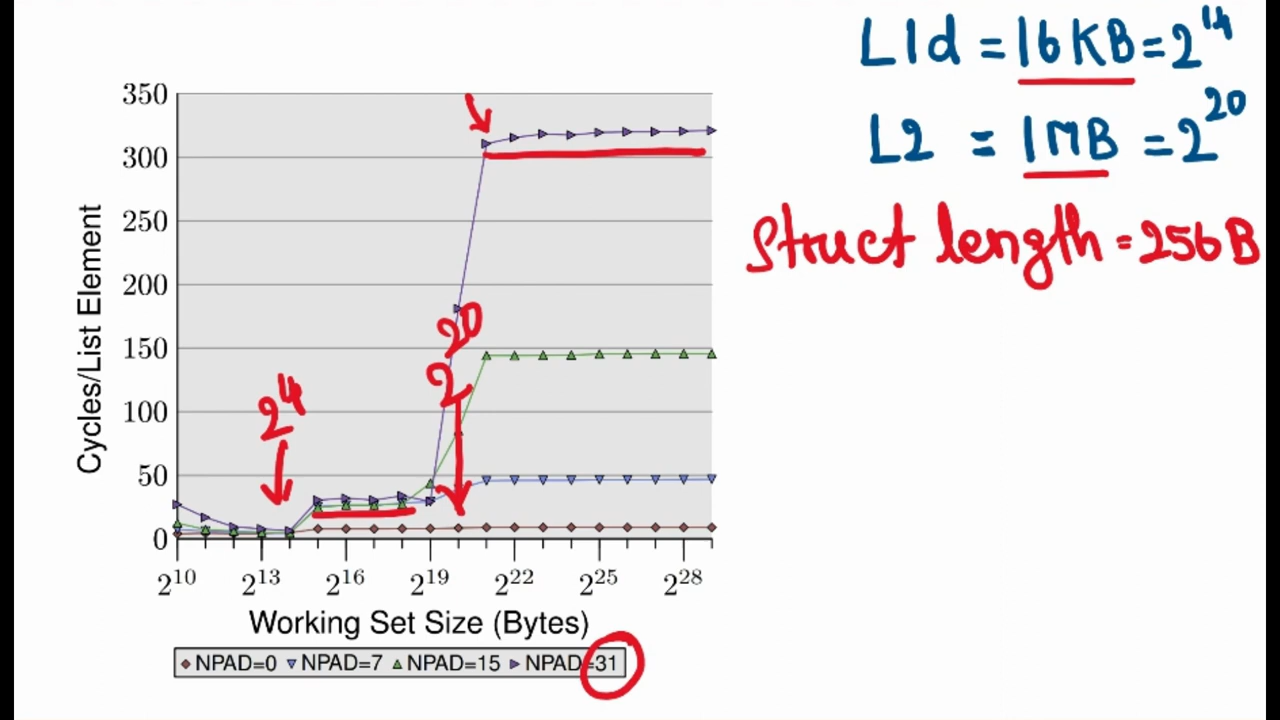 L1d = 16KB = 2^14
L2 = 1MB = 2^20
Struct length = 256B
350
300
250
200
150
100
50
0
Cycles/List Element
2^14
2^20
2^10 2^13 2^16 2^19 2^22 2^25 2^28
Working Set Size (Bytes)
NPAD=0 NPAD=7 NPAD=15 NPAD=31